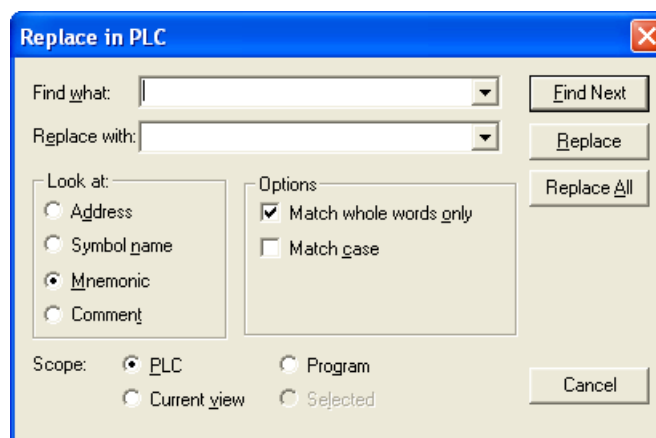 Replace in PLC
Find what:
Find Next
Replace with:
Replace
Look at:
Options
Replace All
Address
Match whole words only
Symbol name
Match case
Mnemonic
Comment
Scope:
PLC
Program
Current view
Selected
Cancel